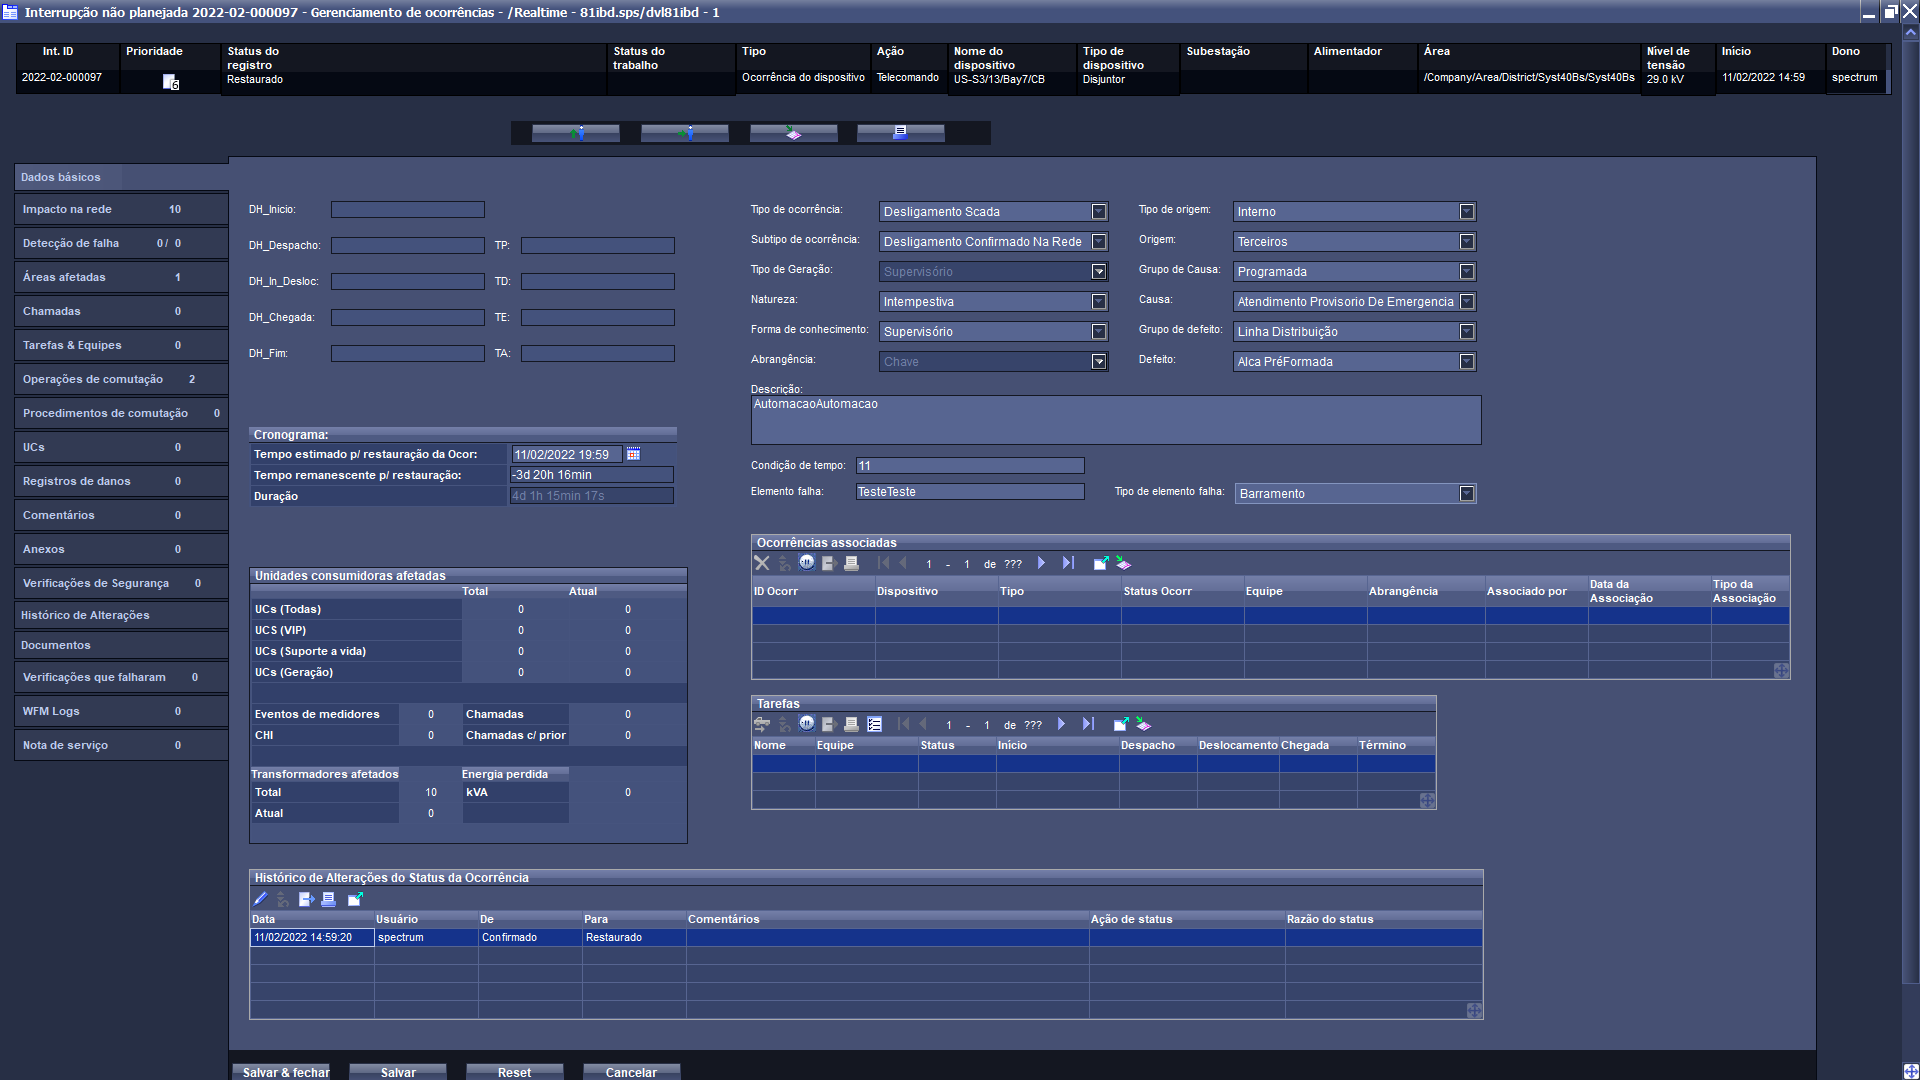 Interrupção não planejada 2022-02-000097 - Gerenciamento de ocorrências - /Realtime - 81ibd.sps/dvl81ibd - 1
Int. ID Prioridade Status do registro Status do trabalho Tipo Ação Nome do dispositivo Tipo de dispositivo Subestação Alimentador Área Nível de tensão Início Dono
2022-02-000097 6 Restaurado Ocorrência do dispositivo Telecomando US-S3/13/Bay7/CB Disjuntor /Company/Area/District/Syst40Bs/Syst40Bs 29.0 kV 11/02/2022 14:59 spectrum
Dados básicos
Impacto na rede 10
Detecção de falha 0 / 0
Áreas afetadas 1
Chamadas 0
Tarefas & Equipes 0
Operações de comutação 2
Procedimentos de comutação 0
UCs 0
Registros de danos 0
Comentários 0
Anexos 0
Verificações de Segurança 0
Histórico de Alterações
Documentos
Verificações que falharam 0
WFM Logs 0
Nota de serviço 0
DH_Inicio:
DH_Despacho: TP:
DH_In_Desloc: TD:
DH_Chegada: TE:
DH_Fim: TA:
Tipo de ocorrência: Desligamento Scada Tipo de origem: Interno
Subtipo de ocorrência: Desligamento Confirmado Na Rede Origem: Terceiros
Tipo de Geração: Supervisório Grupo de Causa: Programada
Natureza: Intempestiva Causa: Atendimento Provisorio De Emergencia
Forma de conhecimento: Supervisório Grupo de defeito: Linha Distribuição
Abrangência: Chave Defeito: Alca PréFormada
Descrição:
AutomacaoAutomacao
Condição de tempo: 11
Elemento falha: TesteTeste Tipo de elemento falha: Barramento
Cronograma:
Tempo estimado p/ restauração da Ocor: 11/02/2022 19:59
Tempo remanescente p/ restauração: -3d 20h 16min
Duração 4d 1h 15min 17s
Unidades consumidoras afetadas
Total Atual
UCs (Todas) 0 0
UCS (VIP) 0 0
UCs (Suporte a vida) 0 0
UCs (Geração) 0 0
Eventos de medidores 0 Chamadas 0
CHI 0 Chamadas c/ prior 0
Transformadores afetados Energia perdida
Total 10 kVA 0
Atual 0
Ocorrências associadas
1 - 1 de ???
ID Ocorr Dispositivo Tipo Status Ocorr Equipe Abrangência Associado por Data da Associação Tipo da Associação
Tarefas
1 - 1 de ???
Nome Equipe Status Início Despacho Deslocamento Chegada Término
Histórico de Alterações do Status da Ocorrência
Data Usuário De Para Comentários Ação de status Razão do status
11/02/2022 14:59:20 spectrum Confirmado Restaurado
Salvar & fechar Salvar Reset Cancelar